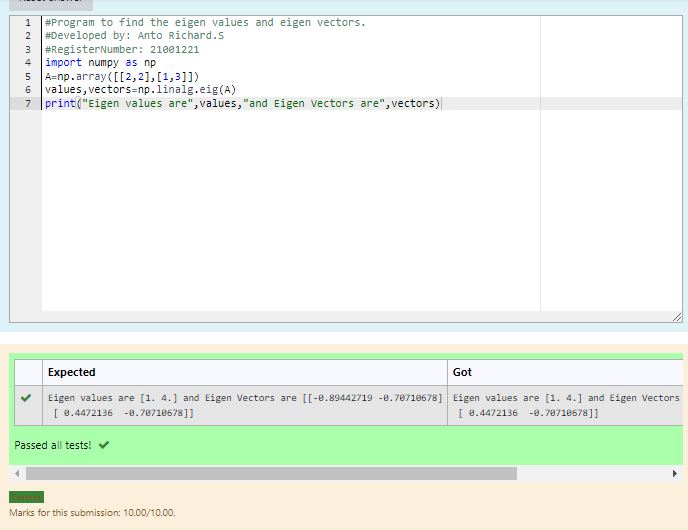 1 #Program to find the eigen values and eigen vectors.
2 #Developed by: Anto Richard.S
3 #RegisterNumber: 21001221
4 import numpy as np
5 A=np.array([[2,2],[1,3]])
6 values,vectors=np.linalg.eig(A)
7 print("Eigen values are",values,"and Eigen Vectors are",vectors)
Expected Got
Eigen values are [1. 4.] and Eigen Vectors are [[-0.89442719 -0.70710678] Eigen values are [1. 4.] and Eigen Vectors
[ 0.4472136 -0.70710678]] [ 0.4472136 -0.70710678]]
Passed all tests!
Marks for this submission: 10.00/10.00.